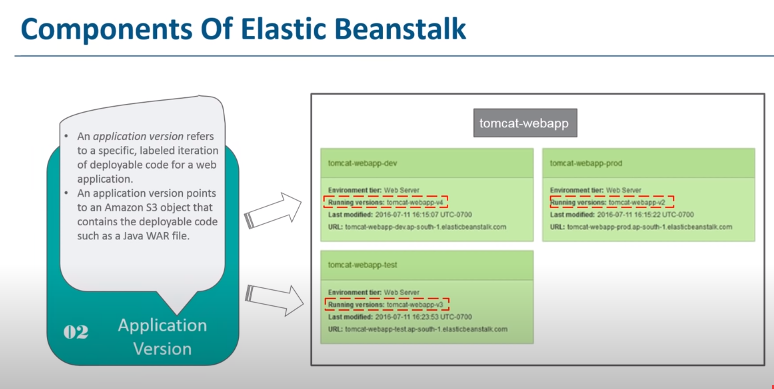 Components Of Elastic Beanstalk
• An application version refers
to a specific, labeled iteration
of deployable code for a web
application.
• An application version points
to an Amazon S3 object that
contains the deployable code
such as a Java WAR file.
02
Application
Version
tomcat-webapp
tomcat-webapp-dev
Environment tier: Web Server
Running versions: tomcat-webapp-v4
Last modified: 2016-07-11 16:15:07 UTC-0700
URL: tomcat-webapp-dev.ap-south-1.elasticbeanstalk.com
tomcat-webapp-prod
Environment tier: Web Server
Running versions: tomcat-webapp-v2
Last modified: 2016-07-11 16:15:22 UTC-0700
URL: tomcat-webapp-prod.ap-south-1.elasticbeanstalk.com
tomcat-webapp-test
Environment tier: Web Server
Running versions: tomcat-webapp-v3
Last modified: 2016-07-11 16:23:53 UTC-0700
URL: tomcat-webapp-test.ap-south-1.elasticbeanstalk.com